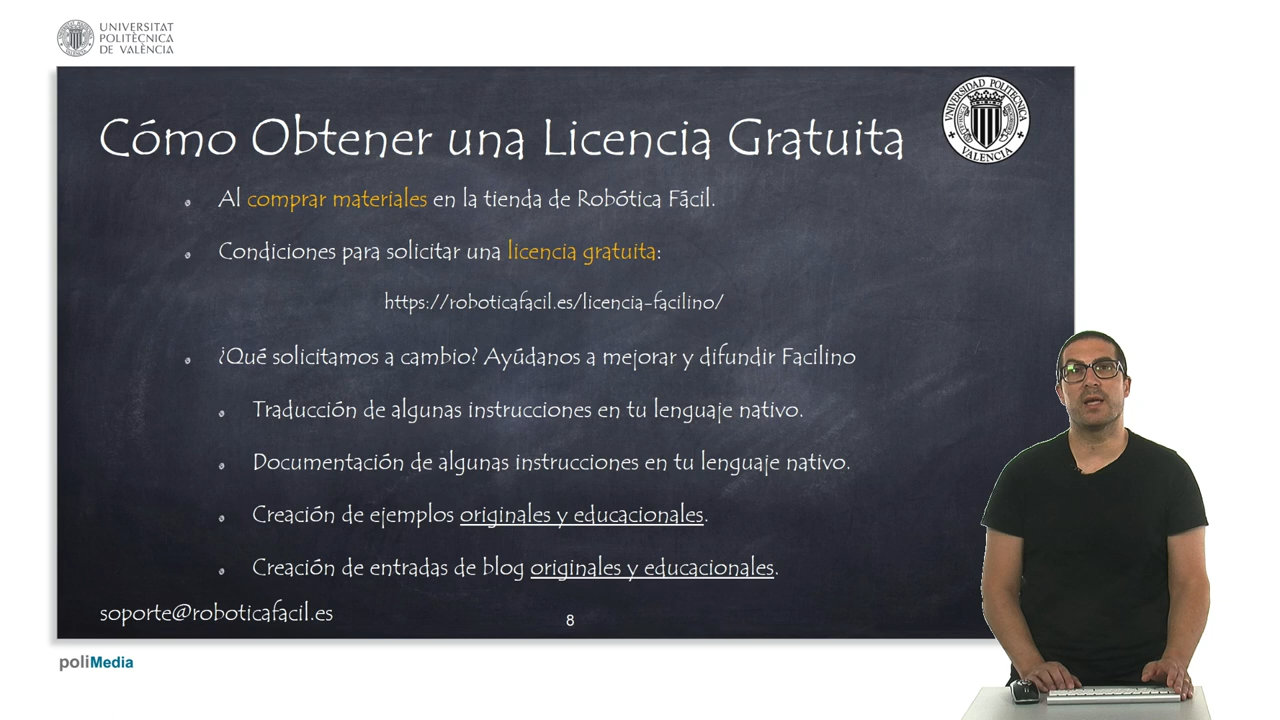 UNIVERSITAT
POLITÈCNICA
DE VALÈNCIA
Cómo Obtener una Licencia Gratuita
UNIVERSIDAD POLITECNICA
VALENCIA
Al comprar materiales en la tienda de Robótica Fácil.
Condiciones para solicitar una licencia gratuita:
https://roboticafacil.es/licencia-facilino/
¿Qué solicitamos a cambio? Ayúdanos a mejorar y difundir Facilino
Traducción de algunas instrucciones en tu lenguaje nativo.
Documentación de algunas instrucciones en tu lenguaje nativo.
Creación de ejemplos originales y educacionales.
Creación de entradas de blog originales y educacionales.
soporte@roboticafacil.es
8
poliMedia